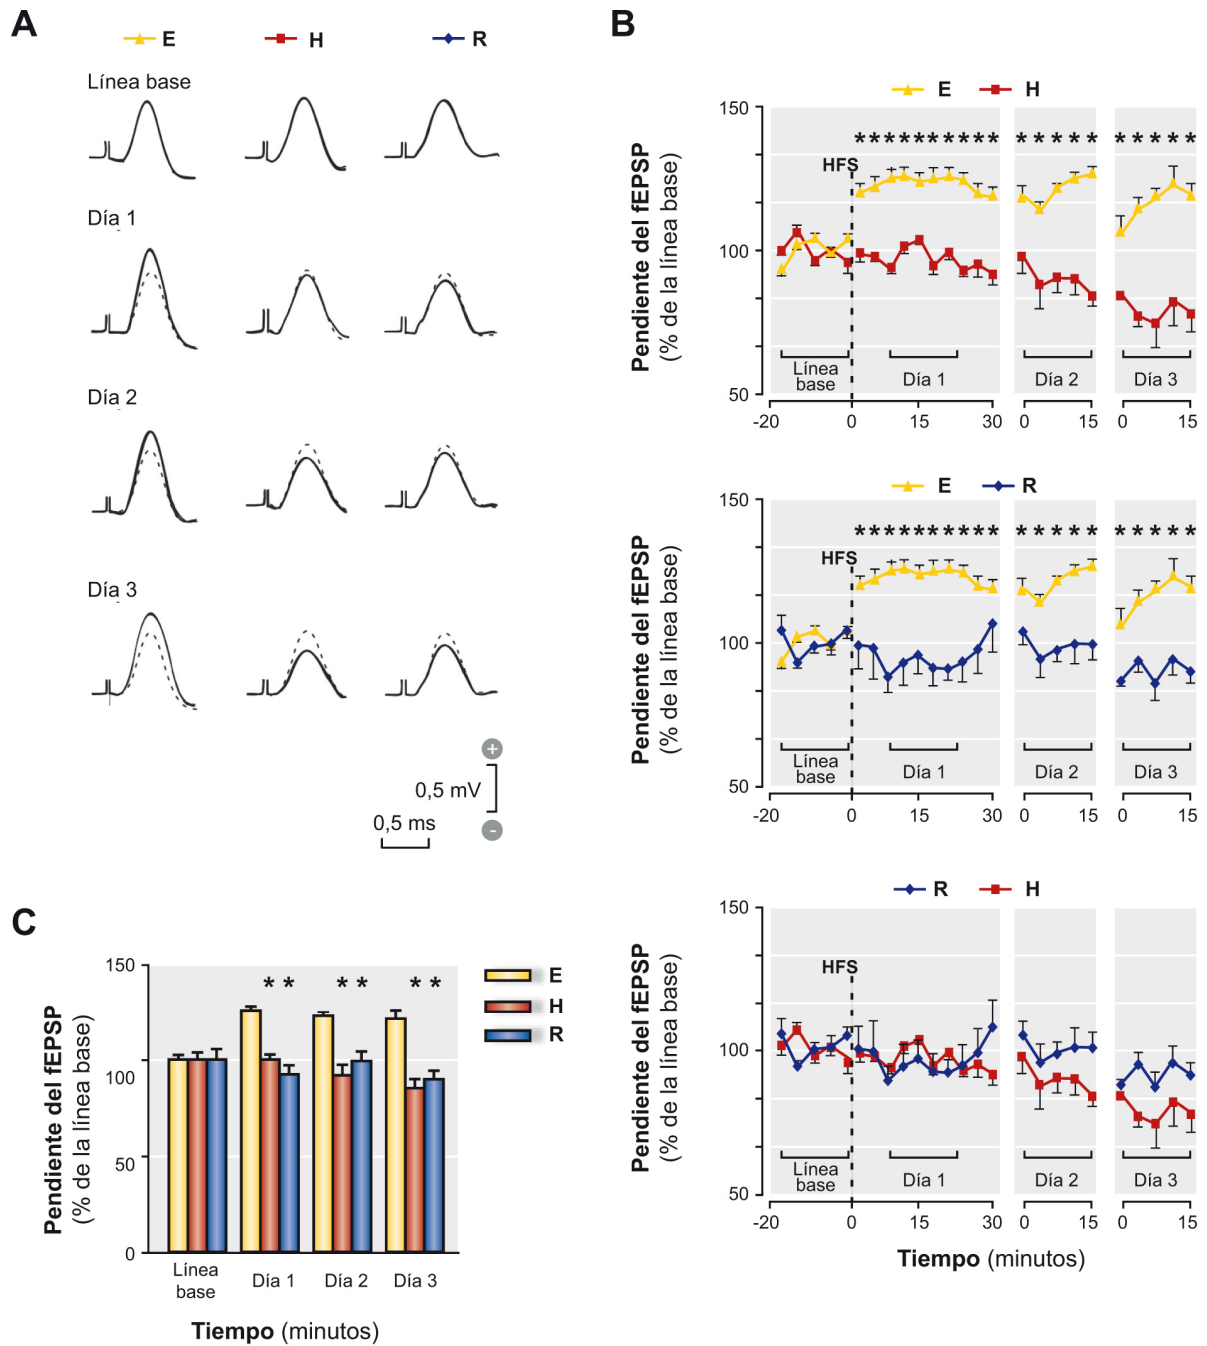 A
E H R
Línea base
Día 1
Día 2
Día 3
+
0,5 mV
-
0,5 ms
B
E H
Pendiente del fEPSP
(% de la línea base)
150
100
50
HFS
* * * * * * * * * *
* * * * *
* * * * *
Línea
base
Día 1
Día 2
Día 3
-20 0 15 30 0 15 0 15
E R
Pendiente del fEPSP
(% de la línea base)
150
100
50
HFS
* * * * * * * * * *
* * * * *
* * * * *
Línea
base
Día 1
Día 2
Día 3
-20 0 15 30 0 15 0 15
R H
Pendiente del fEPSP
(% de la línea base)
150
100
50
HFS
Línea
base
Día 1
Día 2
Día 3
-20 0 15 30 0 15 0 15
Tiempo (minutos)
C
Pendiente del fEPSP
(% de la línea base)
150
100
50
0
* * * * * *
E
H
R
Línea
base
Día 1
Día 2
Día 3
Tiempo (minutos)